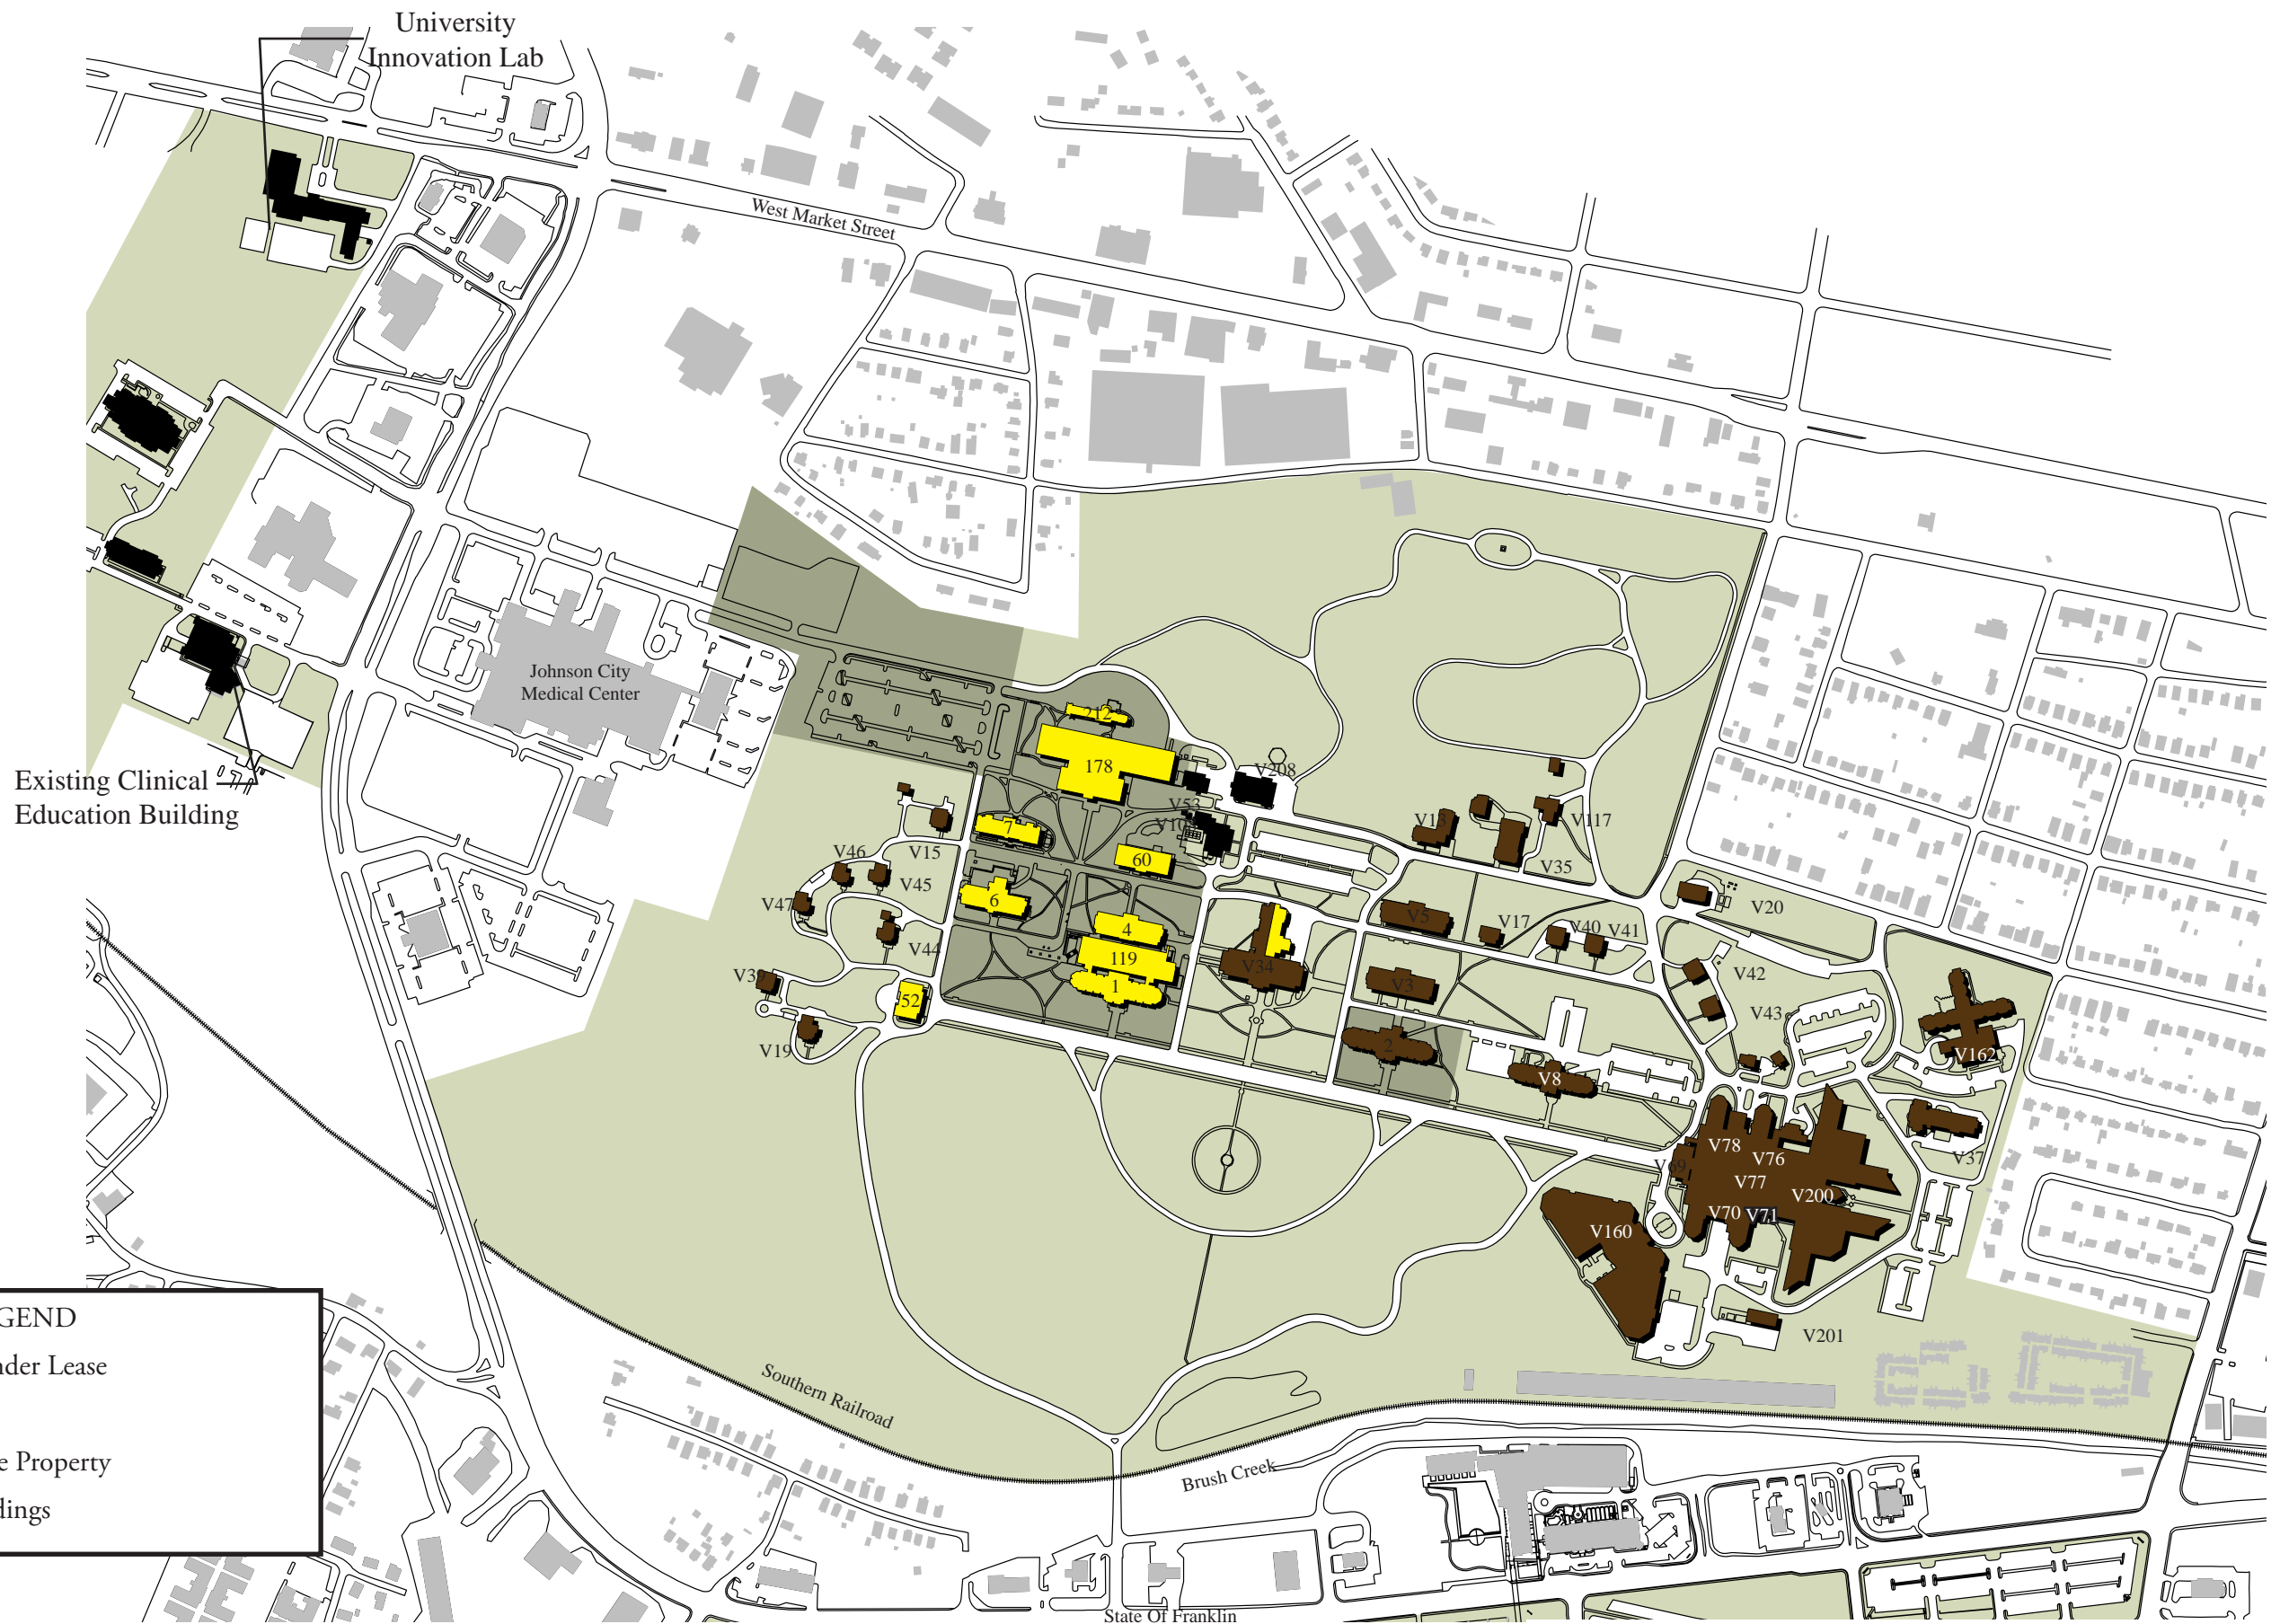 University
Innovation Lab
West Market Street
Johnson City
Medical Center
Existing Clinical
Education Building
212
178
V208
V53
7
V15
60
V13
V117
V35
V46
V45
V47
6
V44
4
119
1
V39
52
V19
V34
V5
V17
V40
V41
V20
V3
V42
V43
2
V8
V162
V37
V78
V76
V69
V77
V200
V70
V71
V160
V201
GEND
nder Lease
e Property
dings
Southern Railroad
Brush Creek
State Of Franklin